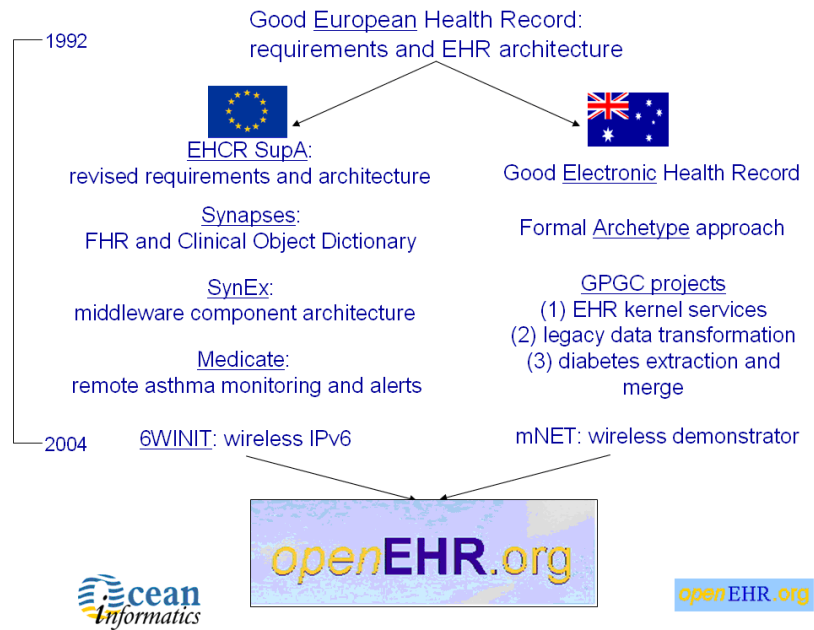 Good European Health Record:
requirements and EHR architecture
1992
EHCR SupA:
revised requirements and architecture
Synapses:
FHR and Clinical Object Dictionary
SynEx:
middleware component architecture
Medicate:
remote asthma monitoring and alerts
6WINIT: wireless IPv6
2004
Good Electronic Health Record
Formal Archetype approach
GPGC projects
(1) EHR kernel services
(2) legacy data transformation
(3) diabetes extraction and
merge
mNET: wireless demonstrator
openEHR.org
Ocean
Informatics
openEHR.org